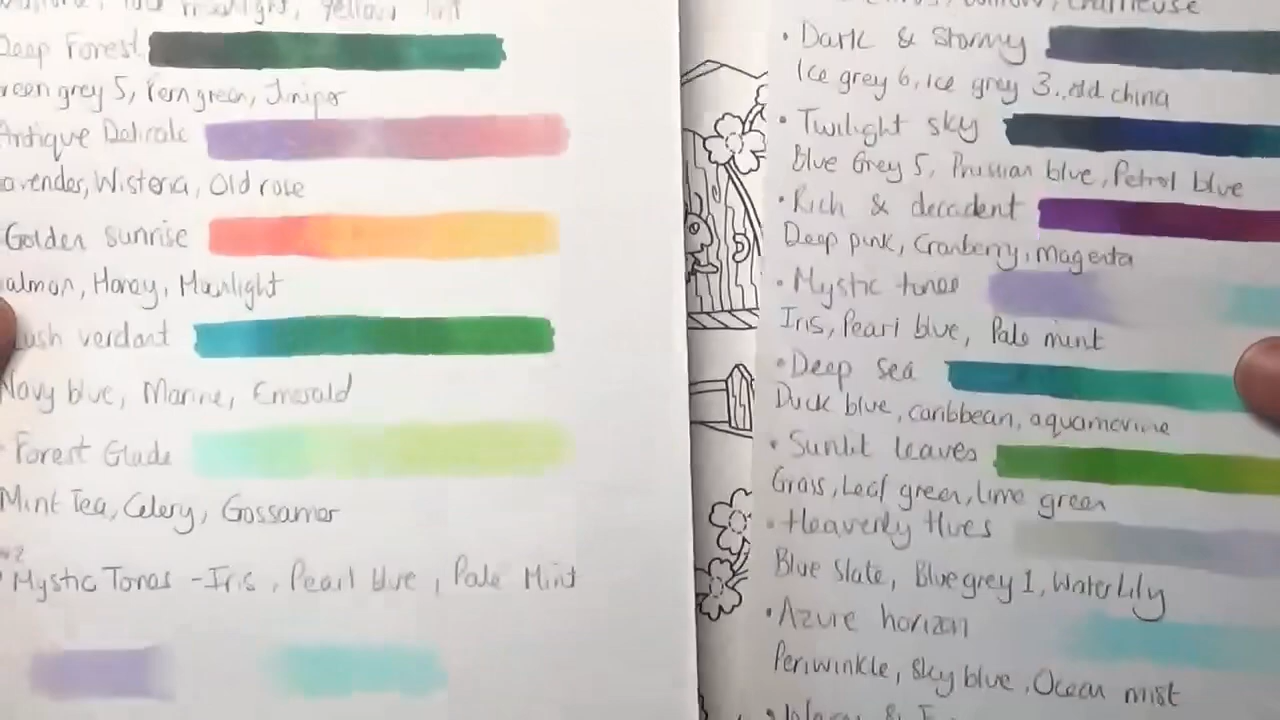 Yellow
Deep Forest
green grey 5, Fern green, Juniper
Antique Delicate
avender, Wisteria, Old rose
Golden sunrise
almon, Honey, Moonlight
ush verdant
Navy blue, Marine, Emerald
Forest Glade
Mint Tea, Celery, Gossamer
Mystic Tones - Iris, Pearl blue, Pale Mint
• Dark & Stormy
Ice grey 6, Ice grey 3, old china
• Twilight sky
Blue Grey 5, Prussian blue, Petrol blue
• Rich & decadent
Deep pink, Cranberry, magenta
• Mystic tones
Iris, Pearl blue, Pale mint
• Deep sea
Duck blue, caribbean, aquamarine
• Sunlit leaves
Grass, Leaf green, lime green
• Heavenly Hues
Blue Slate, Blue grey 1, Water Lily
• Azure horizon
Periwinkle, Sky blue, Ocean mist